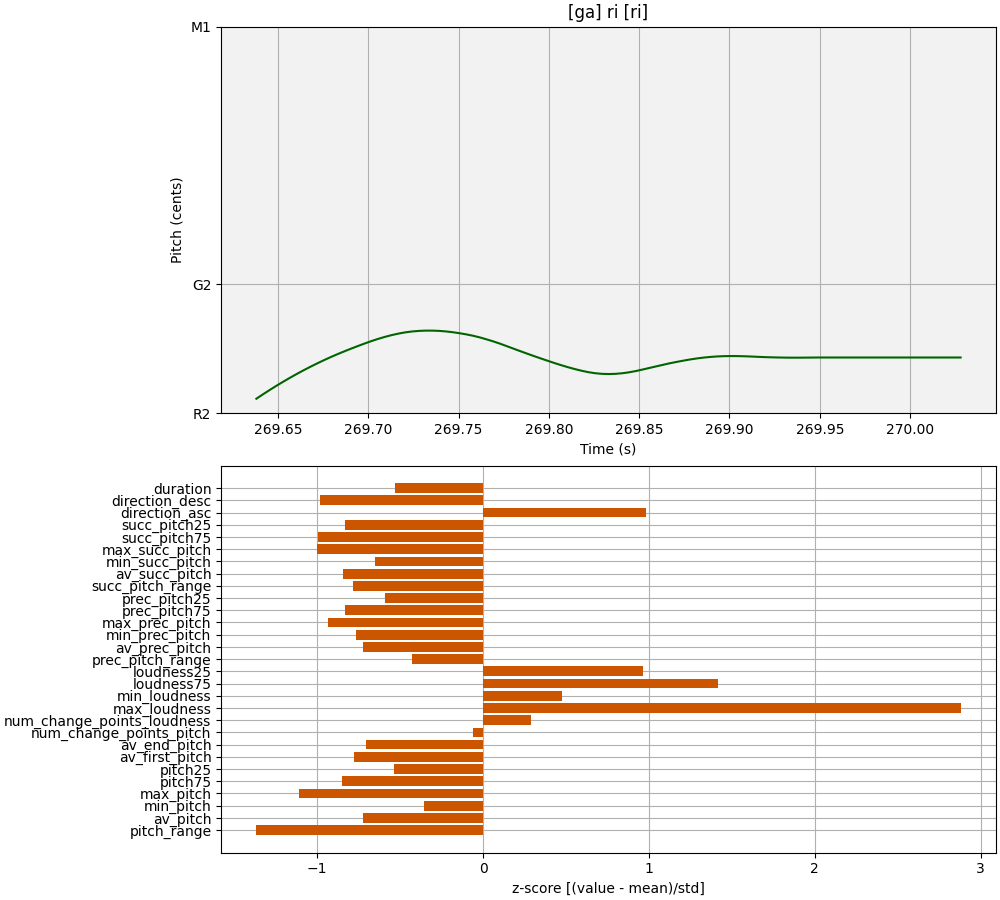 [ga] ri [ri]
M1
G2
R2
Pitch (cents)
269.65 269.70 269.75 269.80 269.85 269.90 269.95 270.00
Time (s)
duration
direction_desc
direction_asc
succ_pitch25
succ_pitch75
max_succ_pitch
min_succ_pitch
av_succ_pitch
succ_pitch_range
prec_pitch25
prec_pitch75
max_prec_pitch
min_prec_pitch
av_prec_pitch
prec_pitch_range
loudness25
loudness75
min_loudness
max_loudness
num_change_points_loudness
num_change_points_pitch
av_end_pitch
av_first_pitch
pitch25
pitch75
max_pitch
min_pitch
av_pitch
pitch_range
−1 0 1 2 3
z-score [(value - mean)/std]